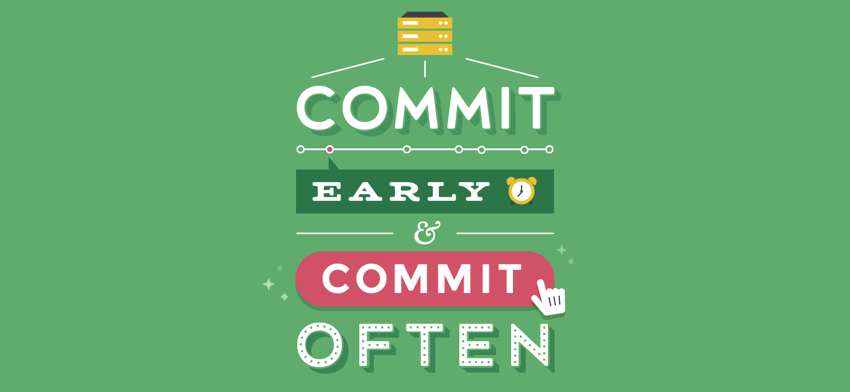 COMMIT
EARLY
&
COMMIT
OFTEN